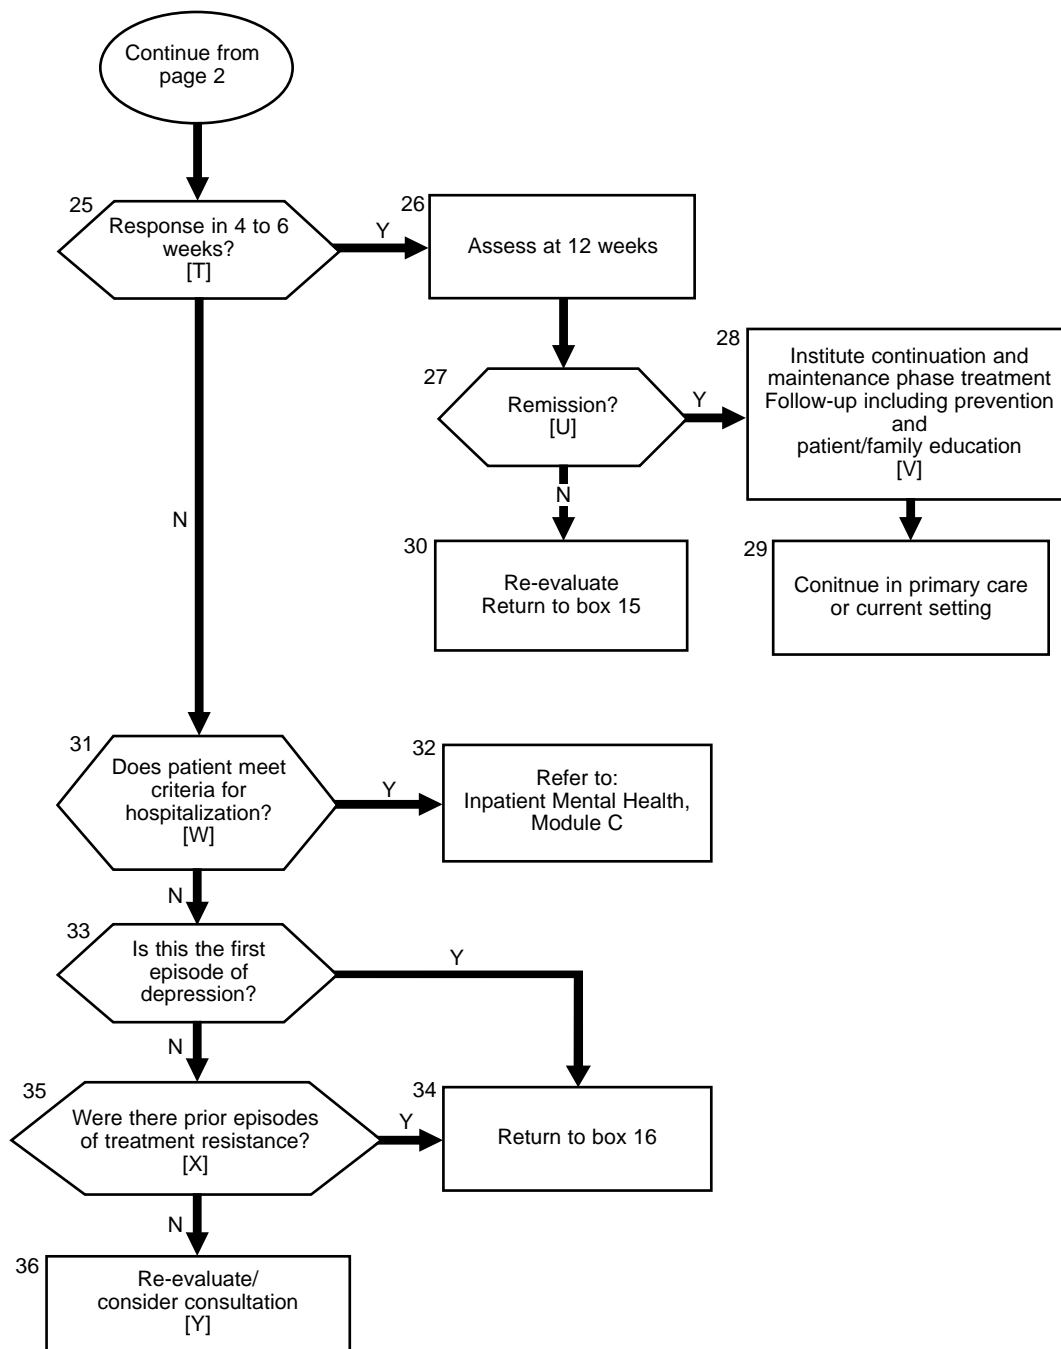 Continue from
page 2
25
Response in 4 to 6
weeks?
[T]
Y
26
Assess at 12 weeks
27
Remission?
[U]
Y
28
Institute continuation and
maintenance phase treatment
Follow-up including prevention
and
patient/family education
[V]
N
N
30
Re-evaluate
Return to box 15
29
Conitnue in primary care
or current setting
31
Does patient meet
criteria for
hospitalization?
[W]
Y
32
Refer to:
Inpatient Mental Health,
Module C
N
33
Is this the first
episode of
depression?
Y
N
35
Were there prior episodes
of treatment resistance?
[X]
Y
34
Return to box 16
N
36
Re-evaluate/
consider consultation
[Y]